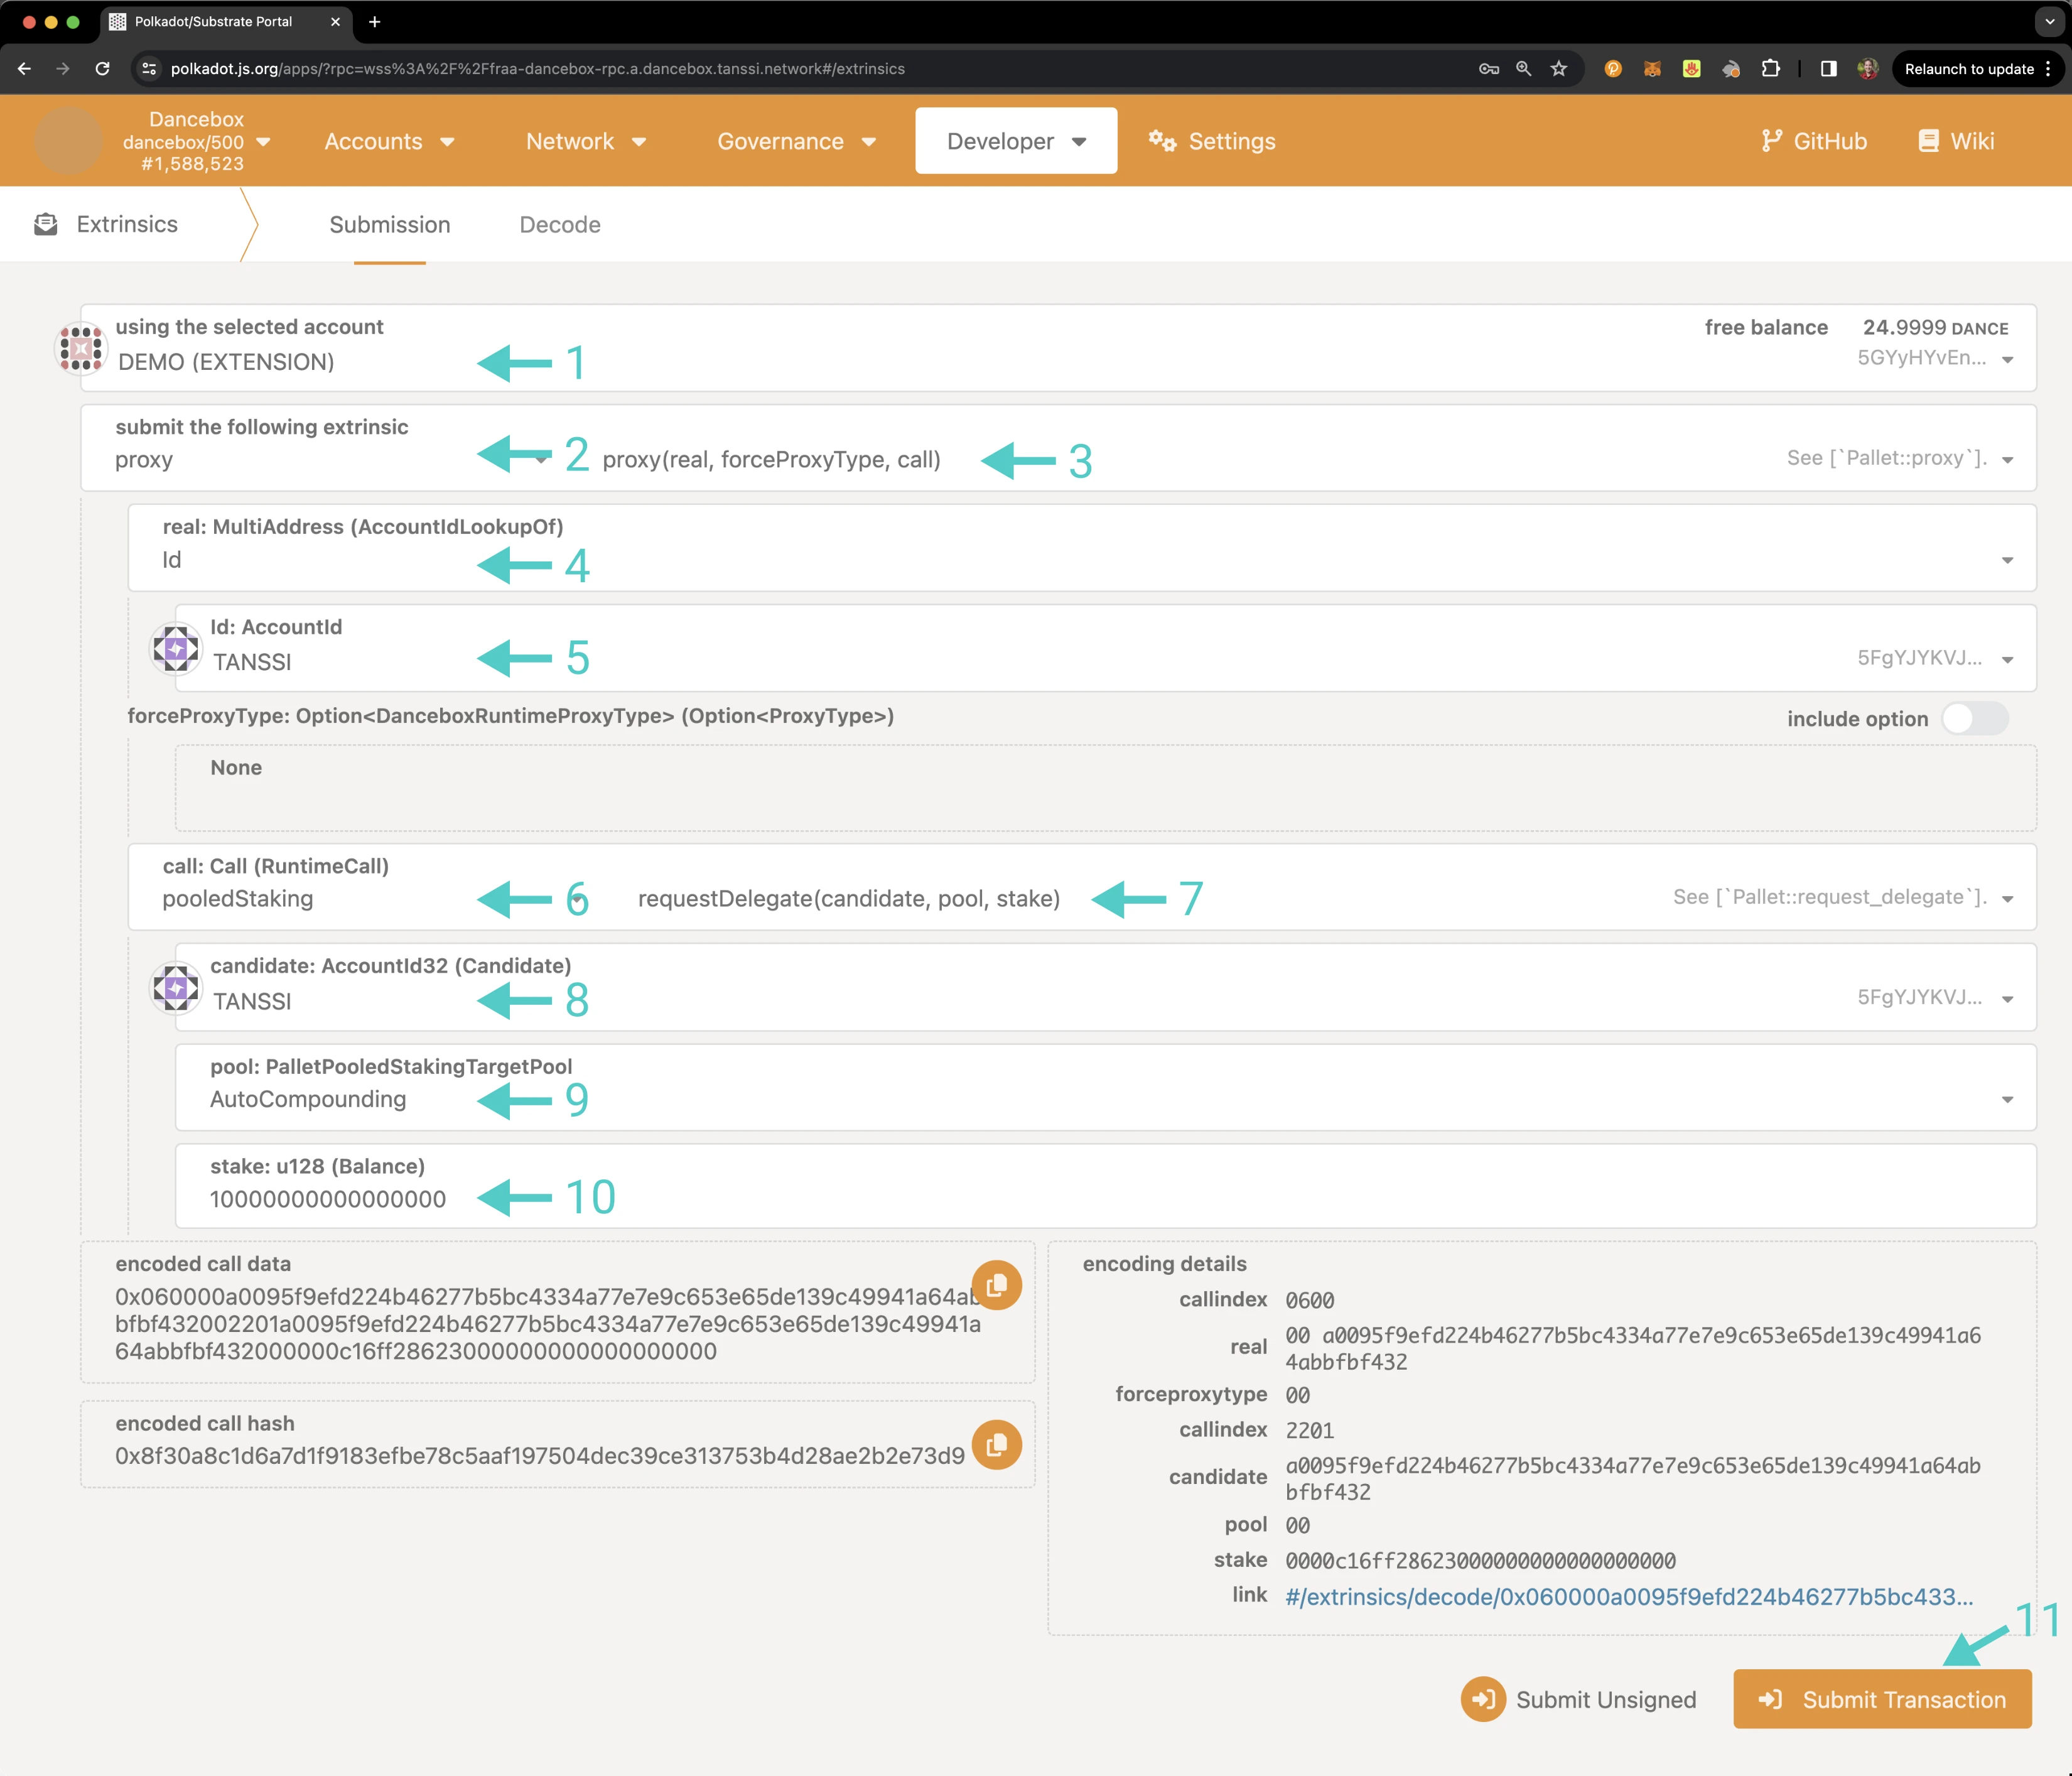 Polkadot/Substrate Portal
polkadot.js.org/apps/?rpc=wss%3A%2F%2Ffraa-dancebox-rpc.a.dancebox.tanssi.network#/extrinsics
Relaunch to update
Dancebox
dancebox/500
#1,588,523
Accounts
Network
Governance
Developer
Settings
GitHub
Wiki
Extrinsics
Submission
Decode
using the selected account
DEMO (EXTENSION)
1
free balance 24.9999 DANCE
5GYyHYvEn...
submit the following extrinsic
proxy
2
proxy(real, forceProxyType, call)
3
See [`Pallet::proxy`].
real: MultiAddress (AccountIdLookupOf)
Id
4
Id: AccountId
TANSSI
5
5FgYJYKVJ...
forceProxyType: Option<DanceboxRuntimeProxyType> (Option<ProxyType>)
include option
None
call: Call (RuntimeCall)
pooledStaking
6
requestDelegate(candidate, pool, stake)
7
See [`Pallet::request_delegate`].
candidate: AccountId32 (Candidate)
TANSSI
8
5FgYJYKVJ...
pool: PalletPooledStakingTargetPool
AutoCompounding
9
stake: u128 (Balance)
10000000000000000
10
encoded call data
0x060000a0095f9efd224b46277b5bc4334a77e7e9c653e65de139c49941a64ab
bfbf432002201a0095f9efd224b46277b5bc4334a77e7e9c653e65de139c49941a
64abbfbf432000000c16ff28623000000000000000000
encoded call hash
0x8f30a8c1d6a7d1f9183efbe78c5aaf197504dec39ce313753b4d28ae2b2e73d9
encoding details
callindex 0600
real 00 a0095f9efd224b46277b5bc4334a77e7e9c653e65de139c49941a6
4abbfbf432
forceproxytype 00
callindex 2201
candidate a0095f9efd224b46277b5bc4334a77e7e9c653e65de139c49941a64ab
bfbf432
pool 00
stake 0000c16ff28623000000000000000000
link #/extrinsics/decode/0x060000a0095f9efd224b46277b5bc433...
11
Submit Unsigned
Submit Transaction